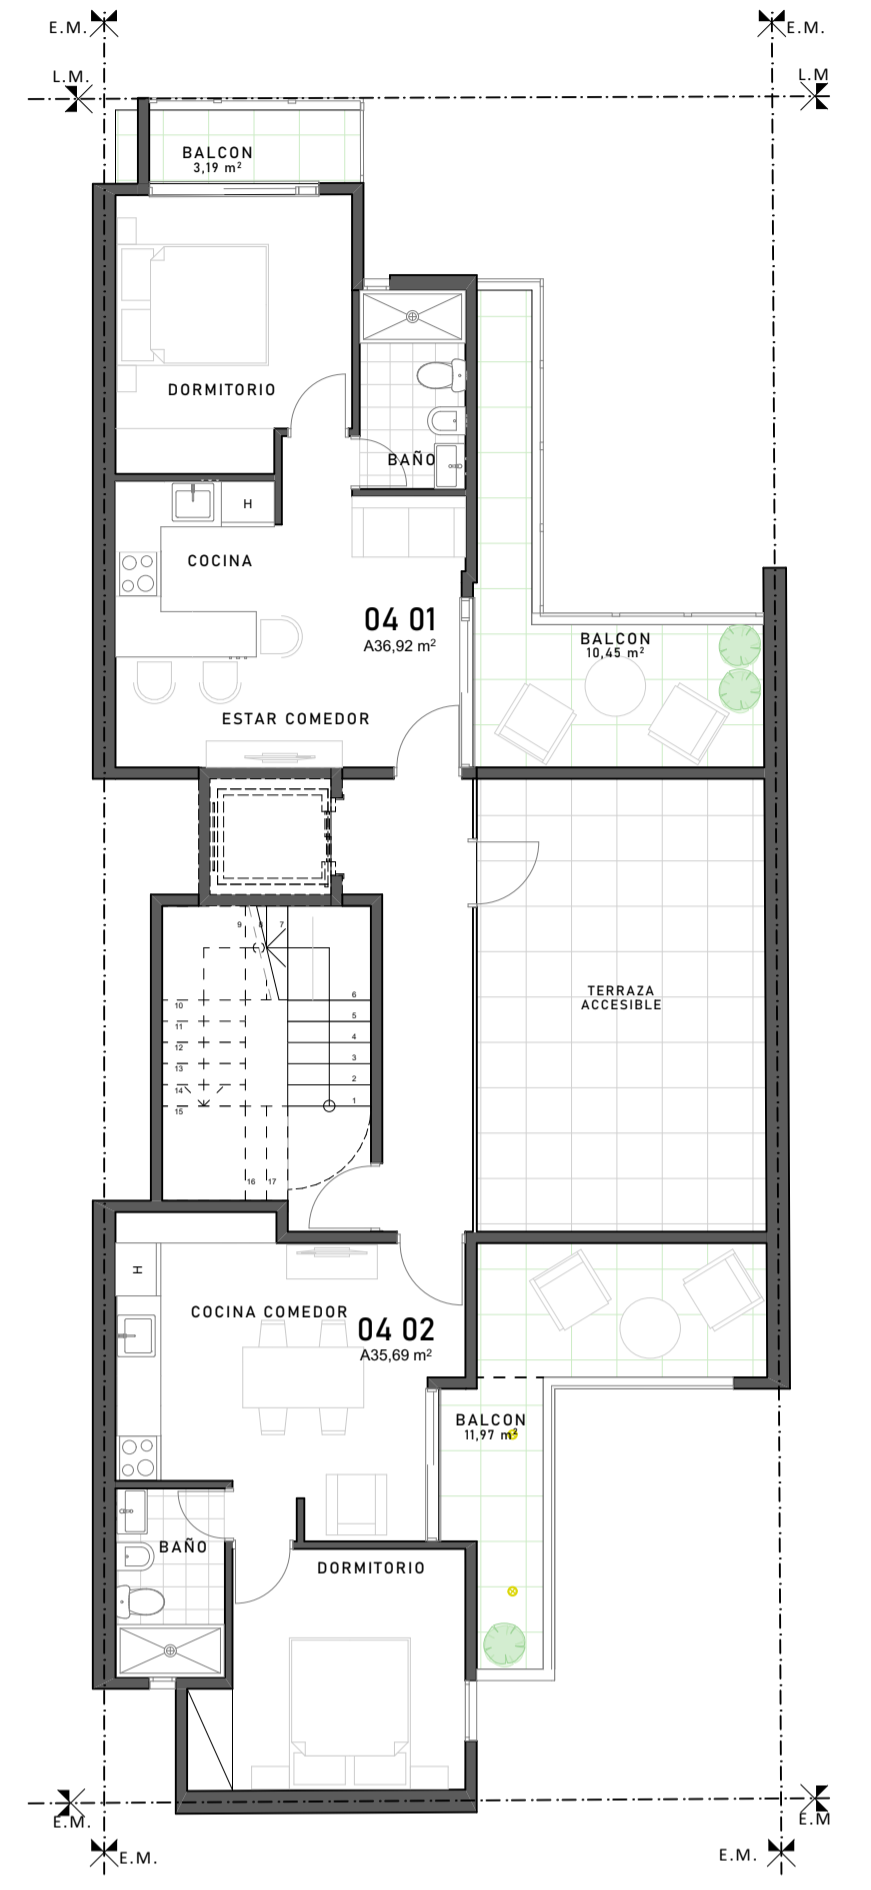 E.M.
E.M.
L.M.
L.M
BALCON
3,19 m²
DORMITORIO
BAÑO
H
COCINA
04 01
A36,92 m²
BALCON
10,45 m²
ESTAR COMEDOR
9
8
7
6
10
5
11
4
12
3
13
2
14
1
15
16
17
TERRAZA
ACCESIBLE
H
COCINA COMEDOR
04 02
A35,69 m²
BALCON
11,97 m²
BAÑO
DORMITORIO
E.M.
E.M
E.M.
E.M.